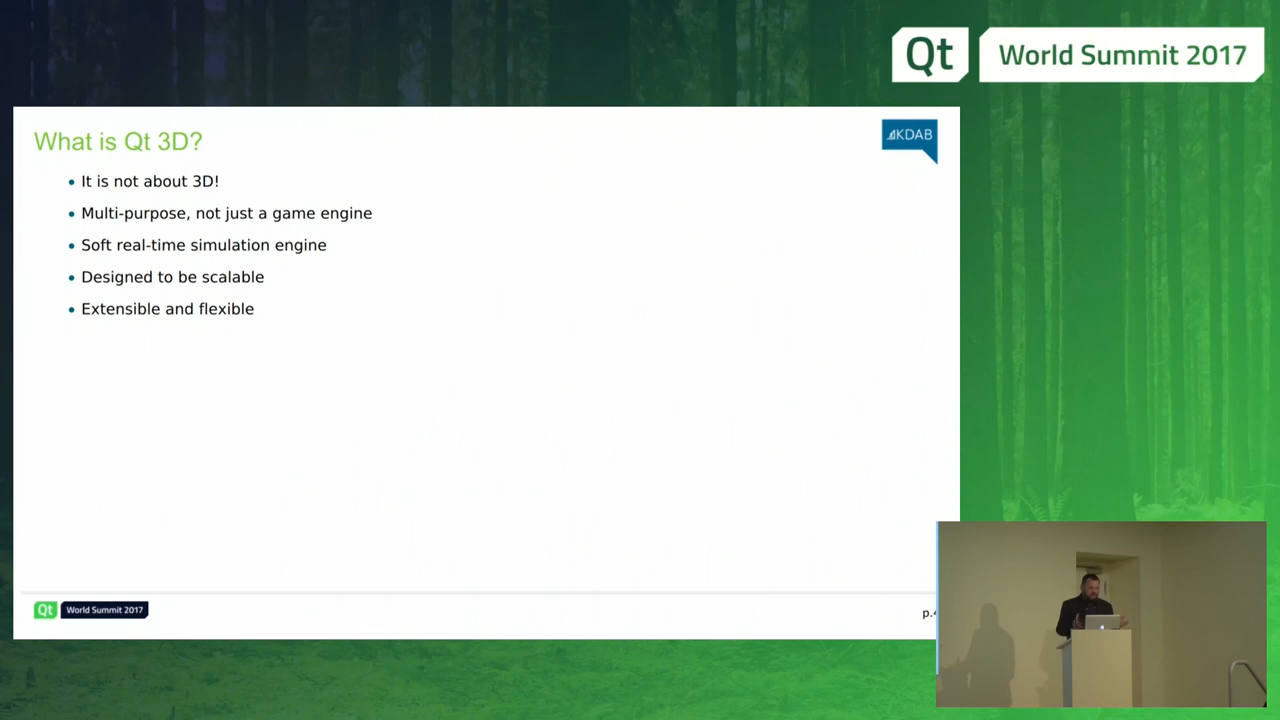 Qt World Summit 2017
What is Qt 3D?
KDAB
• It is not about 3D!
• Multi-purpose, not just a game engine
• Soft real-time simulation engine
• Designed to be scalable
• Extensible and flexible
Qt World Summit 2017